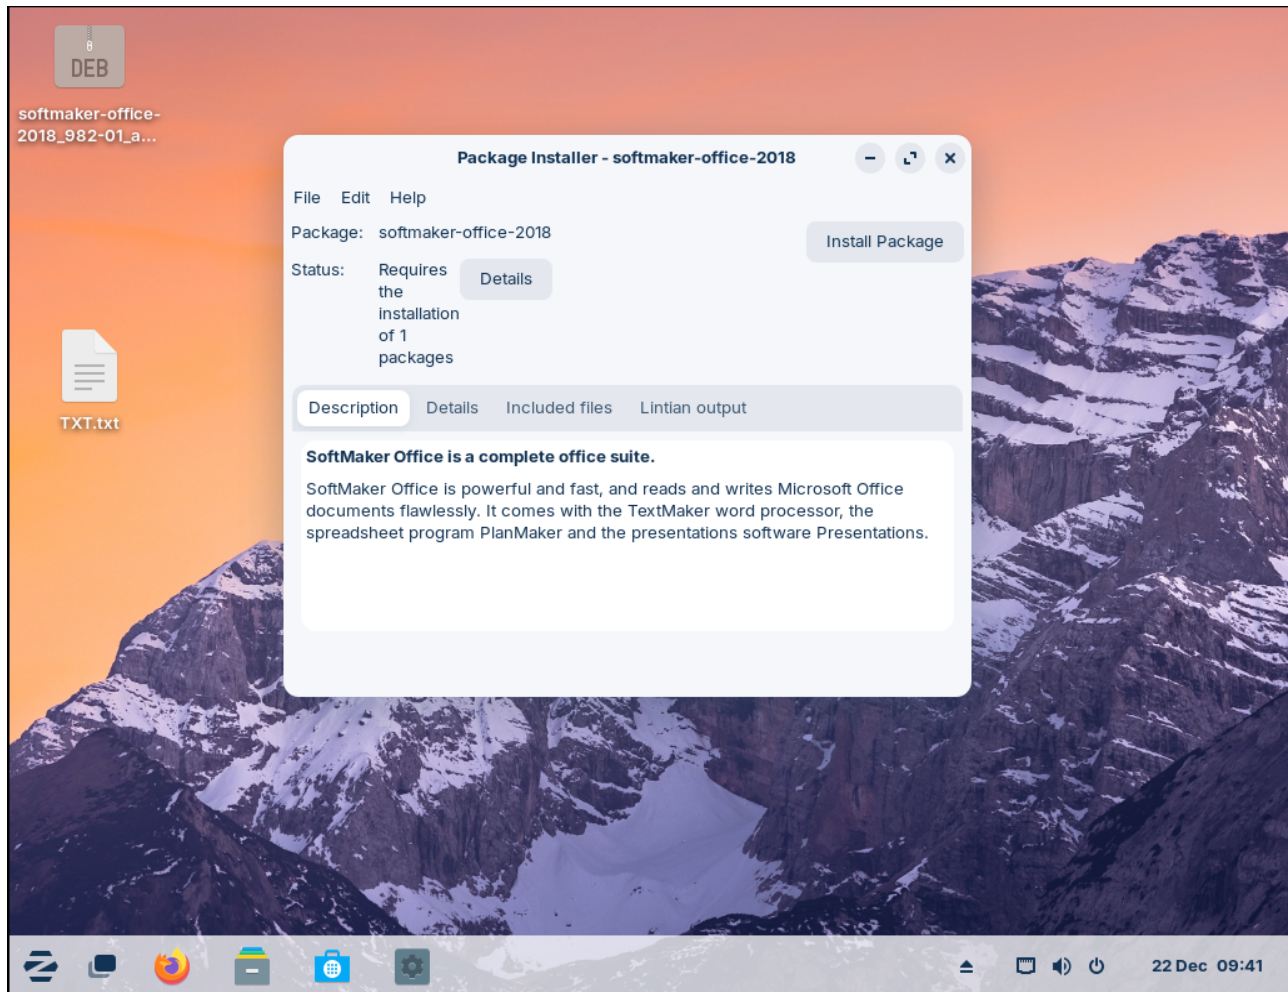 DEB
softmaker-office-
2018_982-01_a...
TXT.txt
Package Installer - softmaker-office-2018
File Edit Help
Package: softmaker-office-2018
Install Package
Status: Requires
the
installation
of 1
packages
Details
Description Details Included files Lintian output
SoftMaker Office is a complete office suite.
SoftMaker Office is powerful and fast, and reads and writes Microsoft Office
documents flawlessly. It comes with the TextMaker word processor, the
spreadsheet program PlanMaker and the presentations software Presentations.
22 Dec 09:41